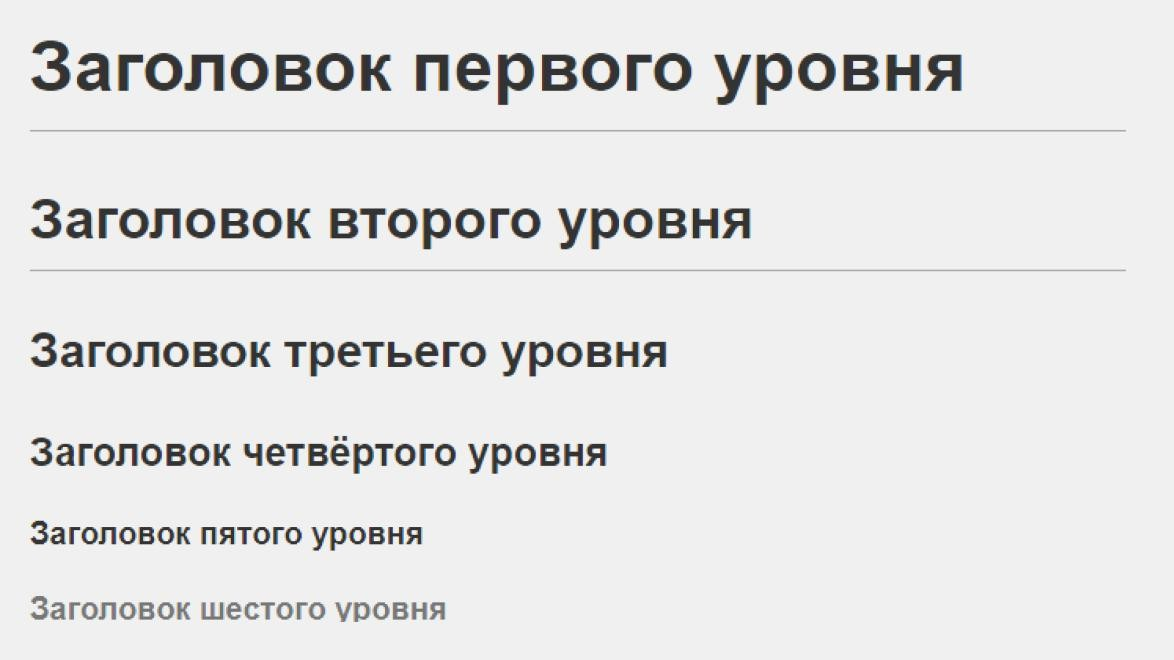 Заголовок первого уровня
Заголовок второго уровня
Заголовок третьего уровня
Заголовок четвёртого уровня
Заголовок пятого уровня
Заголовок шестого уровня